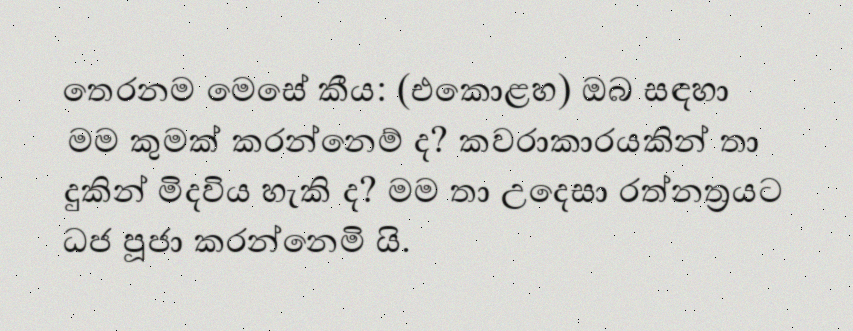 තෙරනම මෙසේ කීය: (එකොළහ) ඔබ සඳහා
මම කුමක් කරන්නෙම් ද? කවරාකාරයකින් තා
දුකින් මිදවිය හැකි ද? මම තා උදෙසා රත්නත්‍රයට
ධජ පූජා කරන්නෙමි යි.